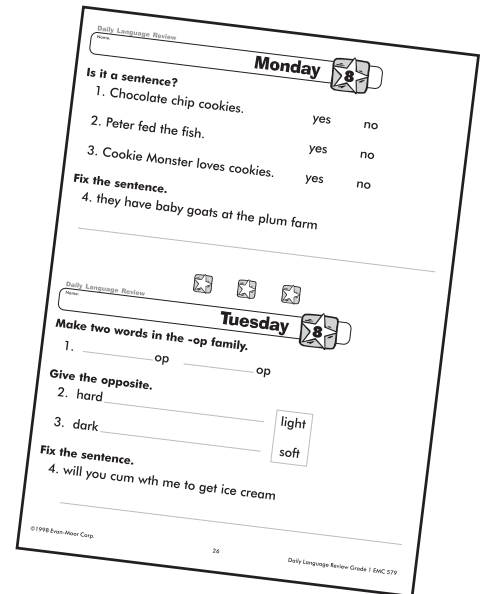 Daily Language Review
Name:
Monday 8
Is it a sentence?
1. Chocolate chip cookies. yes no
2. Peter fed the fish. yes no
3. Cookie Monster loves cookies. yes no
Fix the sentence.
4. they have baby goats at the plum farm
Daily Language Review
Name:
Tuesday 8
Make two words in the -op family.
1. ____op ____op
Give the opposite.
2. hard light
3. dark soft
Fix the sentence.
4. will you cum wth me to get ice cream
©1998 Evan-Moor Corp. 26 Daily Language Review Grade 1 EMC 579